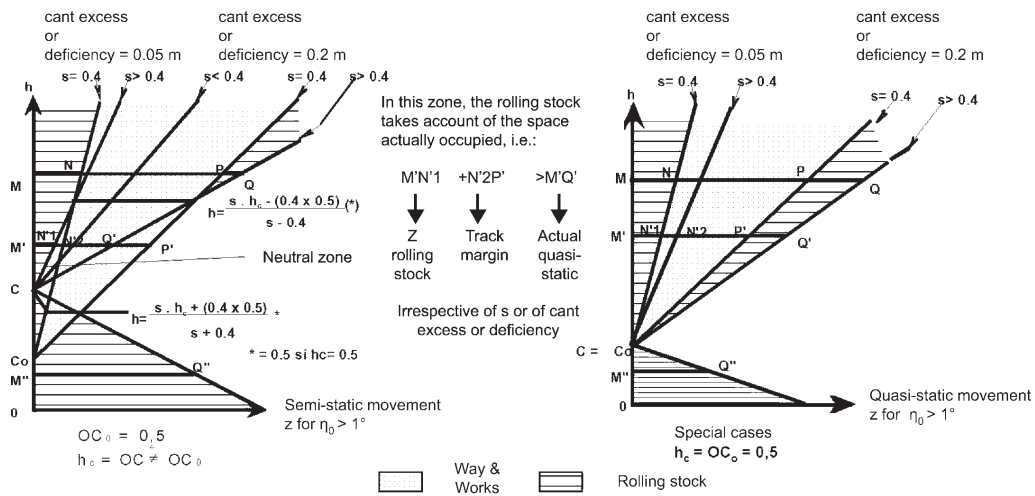 cant excess
or
deficiency = 0.05 m
cant excess
or
deficiency = 0.2 m
s= 0.4
s> 0.4
s< 0.4
s= 0.4
s> 0.4
h
N
P
M
Q
h= s . hc - (0.4 x 0.5) (*)
s - 0.4
N'1
N'2
Q'
M'
P'
Neutral zone
C
h= s . hc + (0.4 x 0.5) *
s + 0.4
* = 0.5 si hc= 0.5
Co
M"
Q"
0
Semi-static movement
z for η0 > 1°
OC0 = 0,5
hc = OC ≠ OC0
In this zone, the rolling stock
takes account of the space
actually occupied, i.e.:
M'N'1 +N'2P' >M'Q'
Z
rolling
stock
Track
margin
Actual
quasi-
static
Irrespective of s or of cant
excess or deficiency
cant excess
or
deficiency = 0.05 m
cant excess
or
deficiency = 0.2 m
s= 0.4
s> 0.4
s= 0.4
s> 0.4
h
M
N
P
Q
M'
N'1
N'2
P'
Q'
C = Co
M"
Q"
0
Quasi-static movement
z for η0 > 1°
Special cases
hc = OCo = 0,5
Way &
Works
Rolling stock